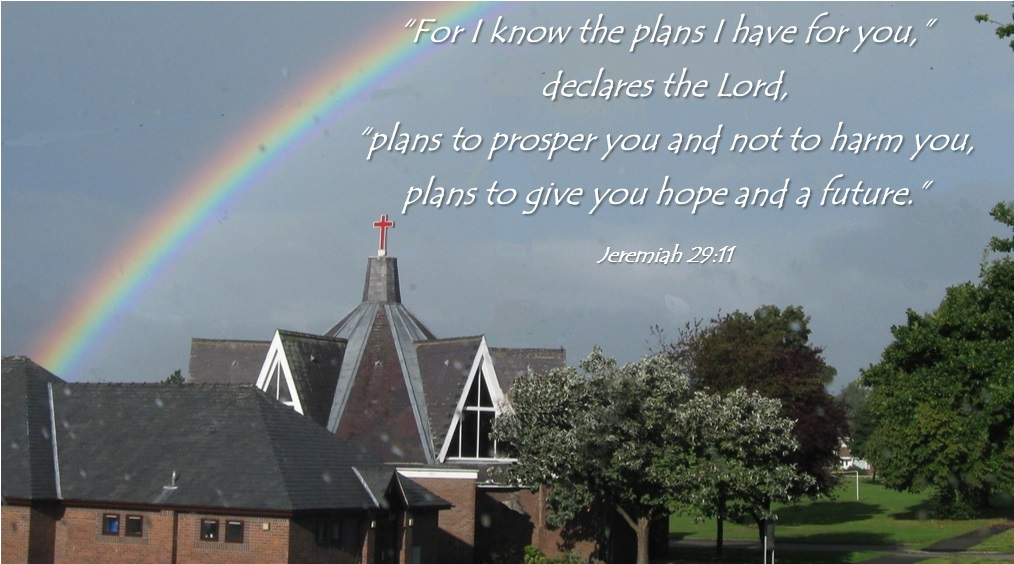 “For I know the plans I have for you,”
declares the Lord,
“plans to prosper you and not to harm you,
plans to give you hope and a future.”
Jeremiah 29:11